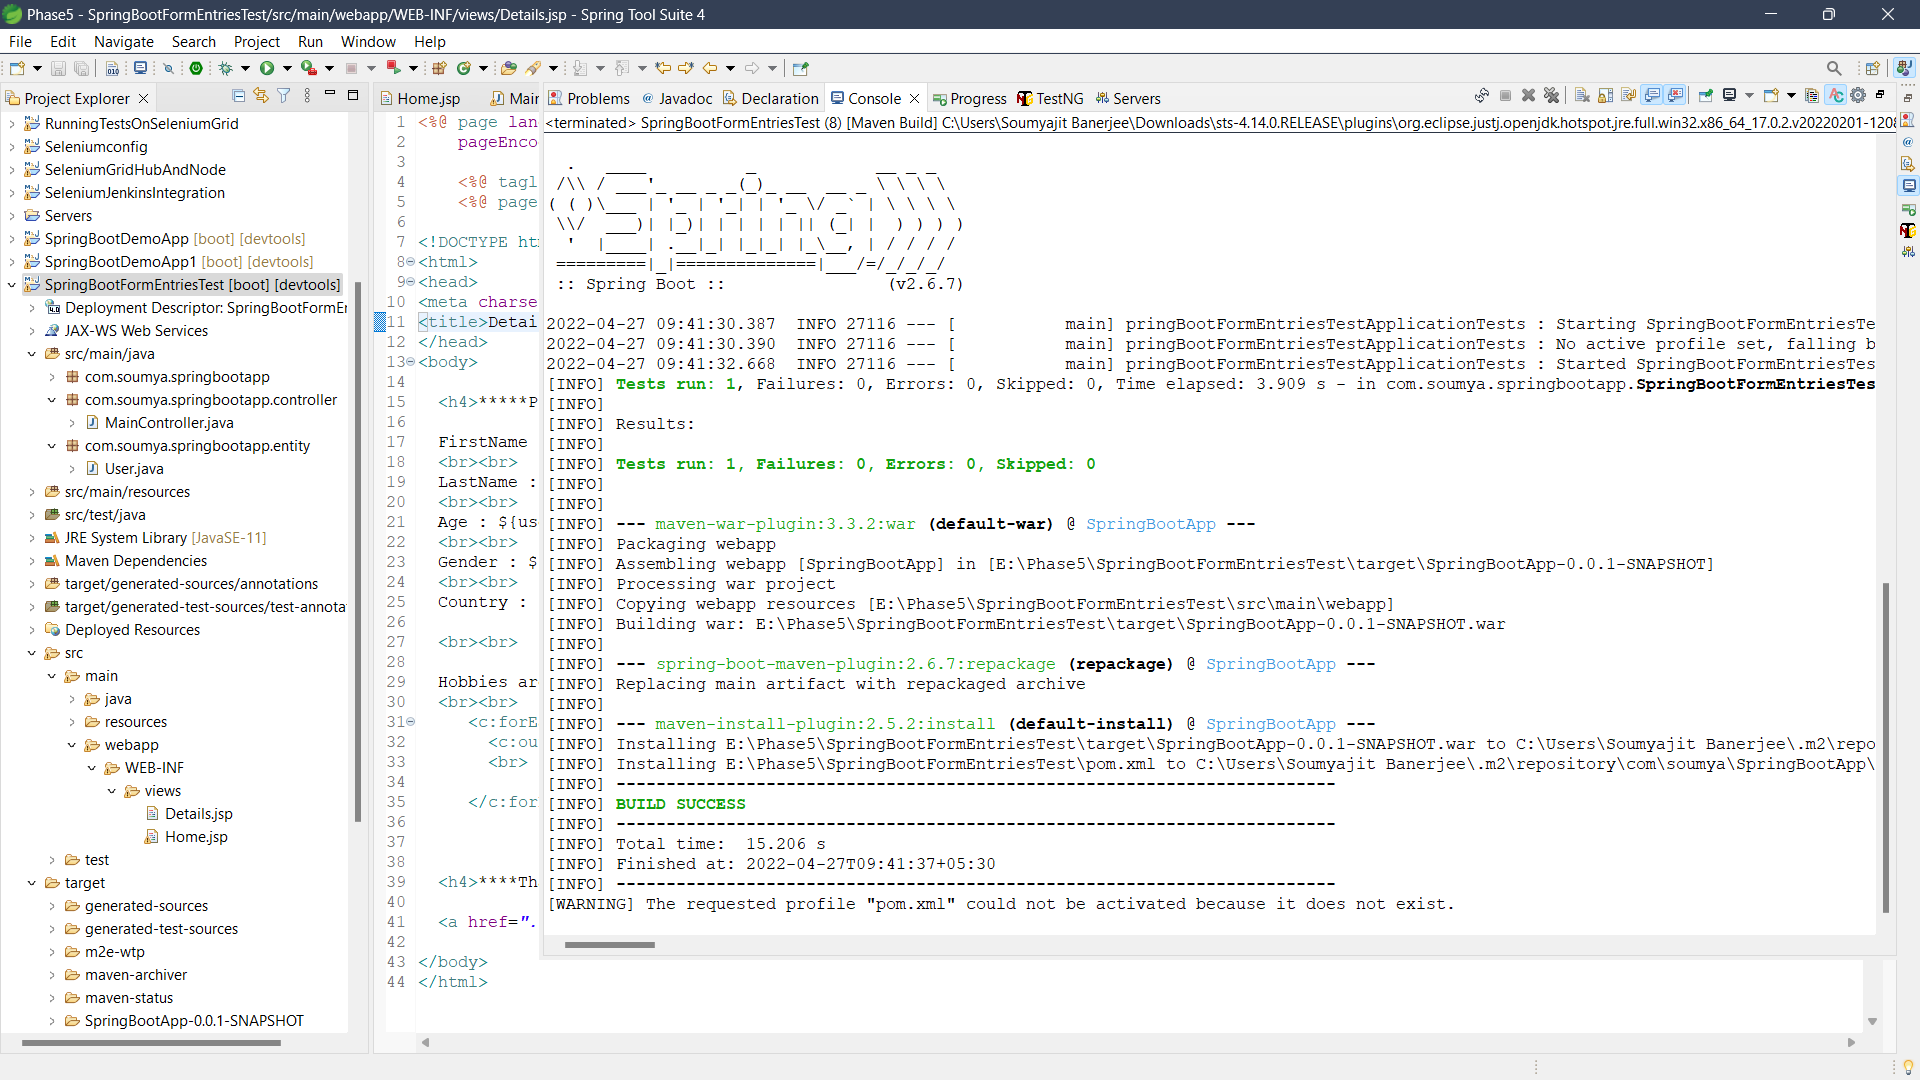 Phase5 - SpringBootFormEntriesTest/src/main/webapp/WEB-INF/views/Details.jsp - Spring Tool Suite 4
File Edit Navigate Search Project Run Window Help
Project Explorer
RunningTestsOnSeleniumGrid
Seleniumconfig
SeleniumGridHubAndNode
SeleniumJenkinsIntegration
Servers
SpringBootDemoApp [boot] [devtools]
SpringBootDemoApp1 [boot] [devtools]
SpringBootFormEntriesTest [boot] [devtools]
Deployment Descriptor: SpringBootFormEr
JAX-WS Web Services
src/main/java
com.soumya.springbootapp
com.soumya.springbootapp.controller
MainController.java
com.soumya.springbootapp.entity
User.java
src/main/resources
src/test/java
JRE System Library [JavaSE-11]
Maven Dependencies
target/generated-sources/annotations
target/generated-test-sources/test-annota
Deployed Resources
src
main
java
resources
webapp
WEB-INF
views
Details.jsp
Home.jsp
test
target
generated-sources
generated-test-sources
m2e-wtp
maven-archiver
maven-status
SpringBootApp-0.0.1-SNAPSHOT
Home.jsp Mair
1 <%@ page lan
2 pageEnco
3
4 <%@ tagl
5 <%@ page
6
7 <!DOCTYPE htm
8 <html>
9 <head>
10 <meta charse
11 <title>Detai
12 </head>
13 <body>
14
15 <h4>*****P
16
17 FirstName
18 <br><br>
19 LastName :
20 <br><br>
21 Age : ${us
22 <br><br>
23 Gender : $
24 <br><br>
25 Country :
26
27 <br><br>
28
29 Hobbies ar
30 <br><br>
31 <c:forE
32 <c:ou
33 <br>
34
35 </c:for
36
37
38
39 <h4>****Th
40
41 <a href=".
42
43 </body>
44 </html>
Problems Javadoc Declaration Console Progress TestNG Servers
<terminated> SpringBootFormEntriesTest (8) [Maven Build] C:\Users\Soumyajit Banerjee\Downloads\sts-4.14.0.RELEASE\plugins\org.eclipse.justj.openjdk.hotspot.jre.full.win32.x86_64_17.0.2.v20220201-1208
:: Spring Boot :: (v2.6.7)
2022-04-27 09:41:30.387 INFO 27116 --- [ main] pringBootFormEntriesTestApplicationTests : Starting SpringBootFormEntriesTe
2022-04-27 09:41:30.390 INFO 27116 --- [ main] pringBootFormEntriesTestApplicationTests : No active profile set, falling b
2022-04-27 09:41:32.668 INFO 27116 --- [ main] pringBootFormEntriesTestApplicationTests : Started SpringBootFormEntriesTes
[INFO] Tests run: 1, Failures: 0, Errors: 0, Skipped: 0, Time elapsed: 3.909 s - in com.soumya.springbootapp.SpringBootFormEntriesTes
[INFO]
[INFO] Results:
[INFO]
[INFO] Tests run: 1, Failures: 0, Errors: 0, Skipped: 0
[INFO]
[INFO]
[INFO] --- maven-war-plugin:3.3.2:war (default-war) @ SpringBootApp ---
[INFO] Packaging webapp
[INFO] Assembling webapp [SpringBootApp] in [E:\Phase5\SpringBootFormEntriesTest\target\SpringBootApp-0.0.1-SNAPSHOT]
[INFO] Processing war project
[INFO] Copying webapp resources [E:\Phase5\SpringBootFormEntriesTest\src\main\webapp]
[INFO] Building war: E:\Phase5\SpringBootFormEntriesTest\target\SpringBootApp-0.0.1-SNAPSHOT.war
[INFO]
[INFO] --- spring-boot-maven-plugin:2.6.7:repackage (repackage) @ SpringBootApp ---
[INFO] Replacing main artifact with repackaged archive
[INFO]
[INFO] --- maven-install-plugin:2.5.2:install (default-install) @ SpringBootApp ---
[INFO] Installing E:\Phase5\SpringBootFormEntriesTest\target\SpringBootApp-0.0.1-SNAPSHOT.war to C:\Users\Soumyajit Banerjee\.m2\repo
[INFO] Installing E:\Phase5\SpringBootFormEntriesTest\pom.xml to C:\Users\Soumyajit Banerjee\.m2\repository\com\soumya\SpringBootApp\
[INFO] ------------------------------------------------------------------------
[INFO] BUILD SUCCESS
[INFO] ------------------------------------------------------------------------
[INFO] Total time: 15.206 s
[INFO] Finished at: 2022-04-27T09:41:37+05:30
[INFO] ------------------------------------------------------------------------
[WARNING] The requested profile "pom.xml" could not be activated because it does not exist.